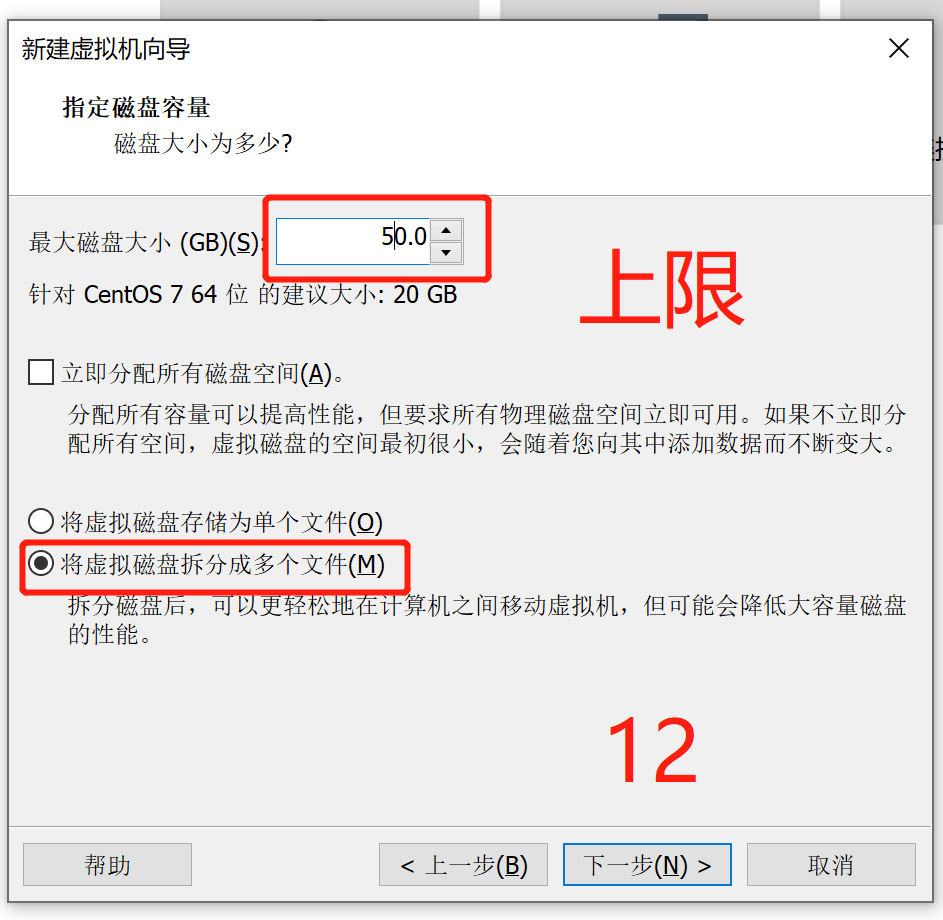 新建虚拟机向导
指定磁盘容量
磁盘大小为多少?
最大磁盘大小 (GB)(S): 50.0
上限
针对 CentOS 7 64 位 的建议大小: 20 GB
立即分配所有磁盘空间(A)。
分配所有容量可以提高性能，但要求所有物理磁盘空间立即可用。如果不立即分
配所有空间，虚拟磁盘的空间最初很小，会随着您向其中添加数据而不断变大。
将虚拟磁盘存储为单个文件(O)
将虚拟磁盘拆分成多个文件(M)
拆分磁盘后，可以更轻松地在计算机之间移动虚拟机，但可能会降低大容量磁盘
的性能。
12
帮助
< 上一步(B)
下一步(N) >
取消